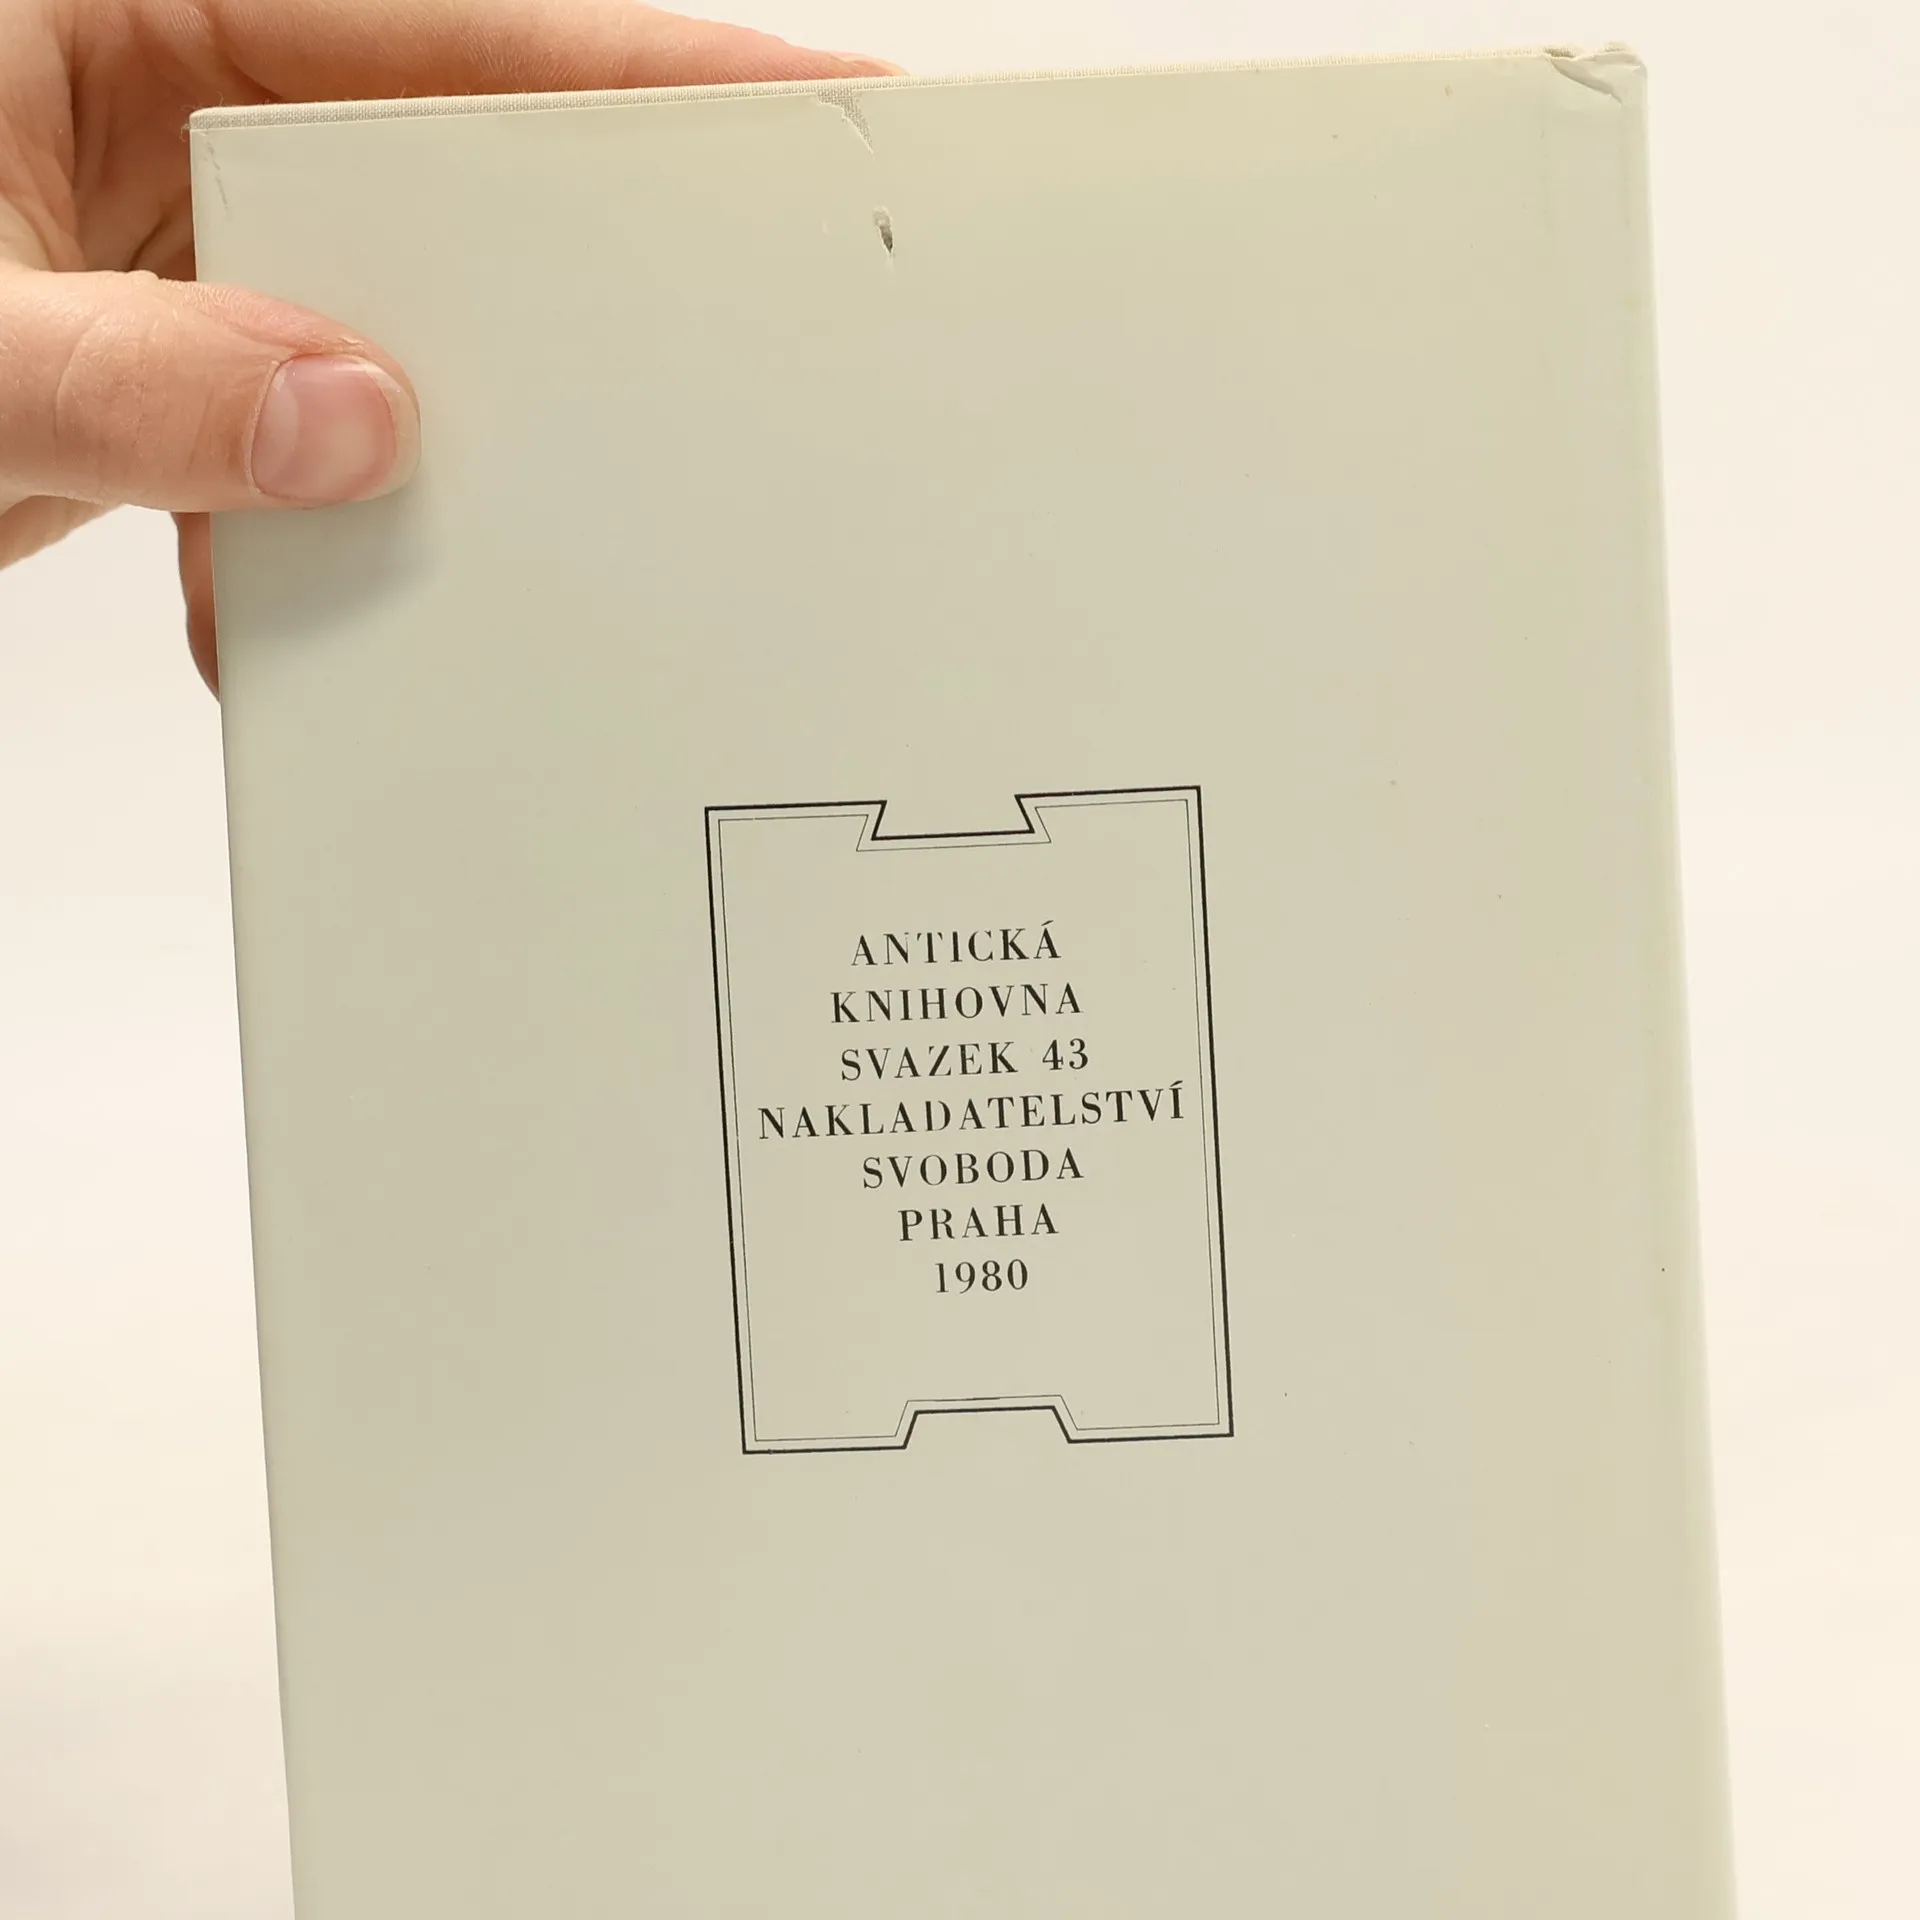 ANTICKÁ
KNIHOVNA
SVAZEK 43
NAKLADATELSTVÍ
SVOBODA
PRAHA
1980